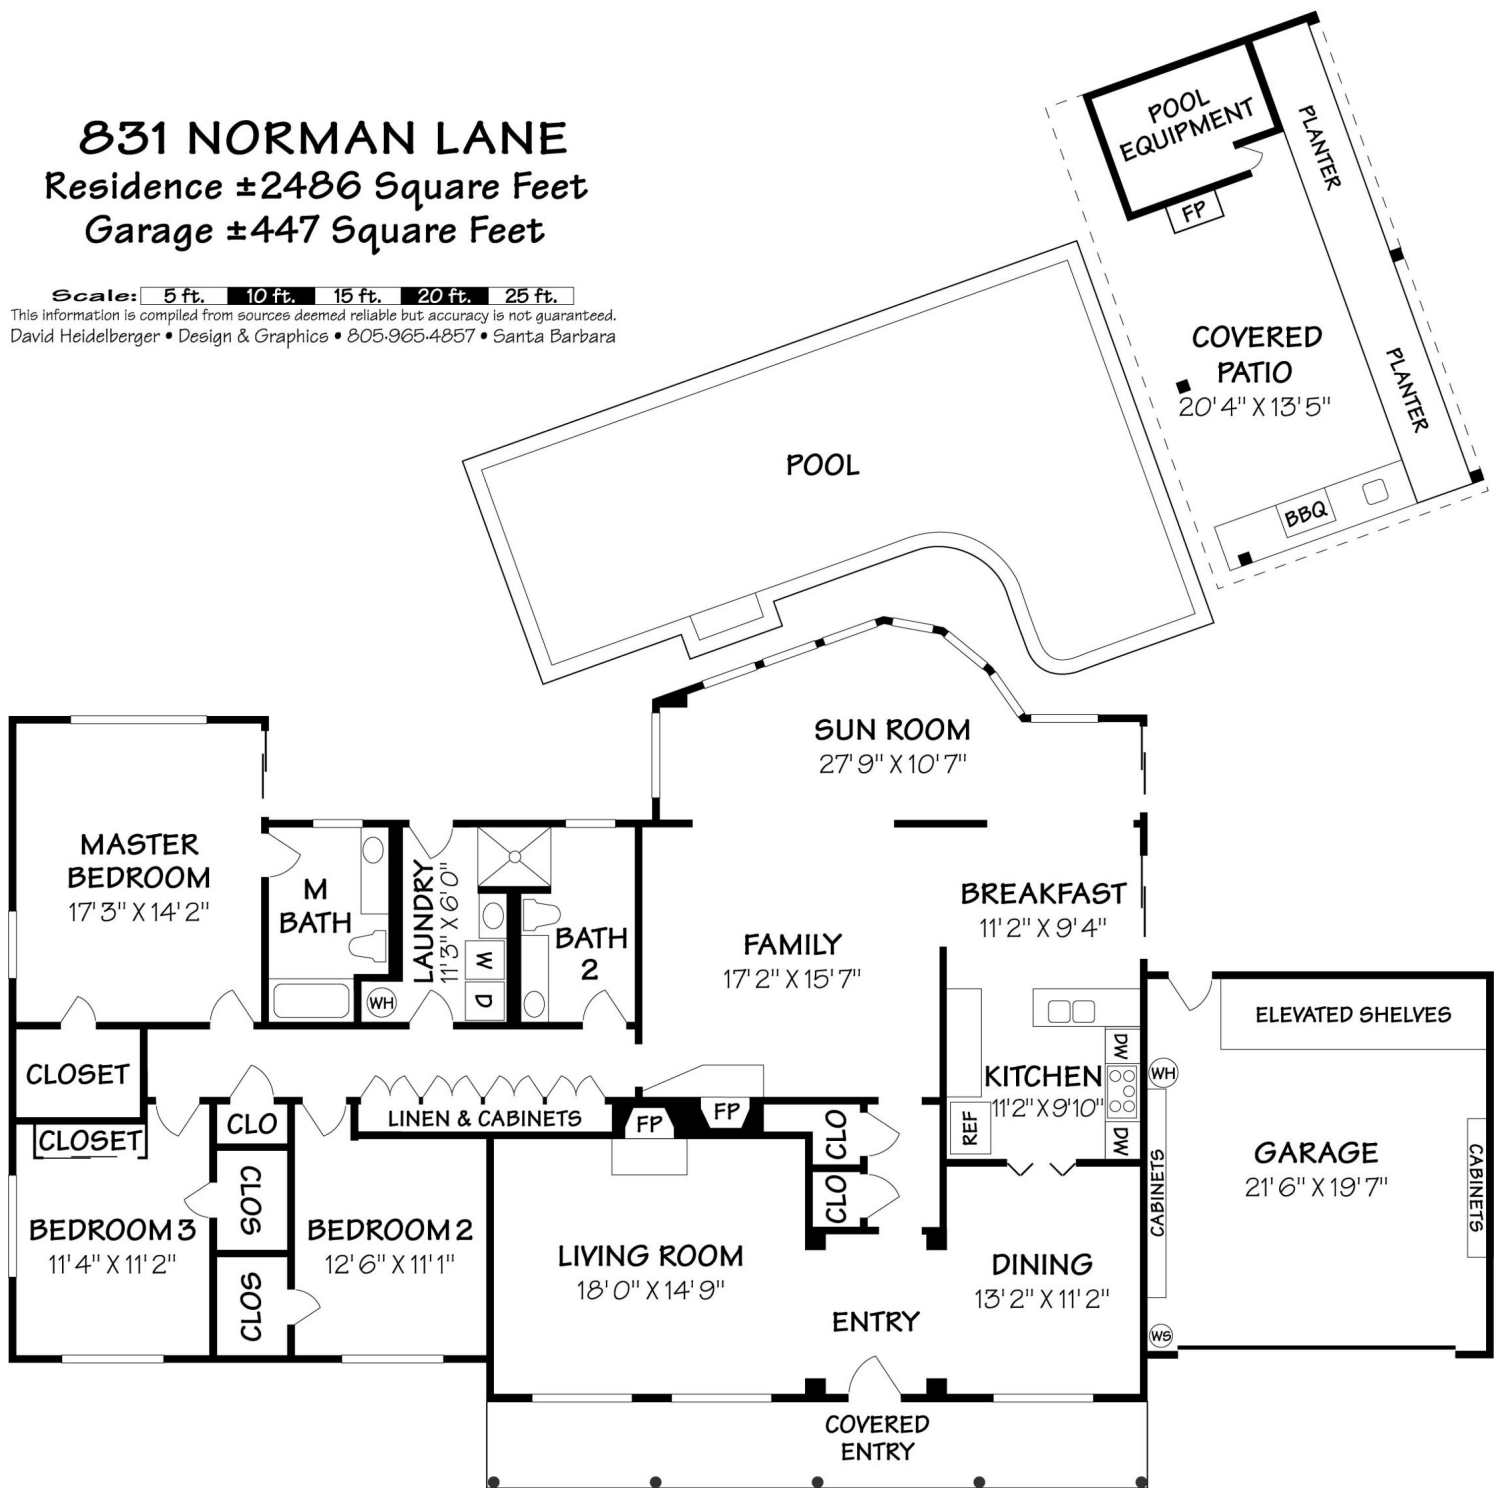 831 NORMAN LANE
Residence ±2486 Square Feet
Garage ±447 Square Feet
Scale: 5 ft. 10 ft. 15 ft. 20 ft. 25 ft.
This information is compiled from sources deemed reliable but accuracy is not guaranteed.
David Heidelberger • Design & Graphics • 805•965•4857 • Santa Barbara
POOL
EQUIPMENT
PLANTER
FP
COVERED
PATIO
20'4" X 13'5"
PLANTER
BBQ
POOL
SUN ROOM
27'9" X 10'7"
MASTER
BEDROOM
17'3" X 14'2"
M
BATH
LAUNDRY
11'3" X 6'0"
WH
W
D
BATH
2
FAMILY
17'2" X 15'7"
BREAKFAST
11'2" X 9'4"
ELEVATED SHELVES
CLOSET
CLOSET
CLO
LINEN & CABINETS
FP
FP
CLO
CLO
KITCHEN
11'2" X 9'10"
REF
DW
DW
WH
CABINETS
GARAGE
21'6" X 19'7"
CABINETS
WS
BEDROOM 3
11'4" X 11'2"
CLOS
CLOS
BEDROOM 2
12'6" X 11'1"
LIVING ROOM
18'0" X 14'9"
ENTRY
DINING
13'2" X 11'2"
COVERED
ENTRY